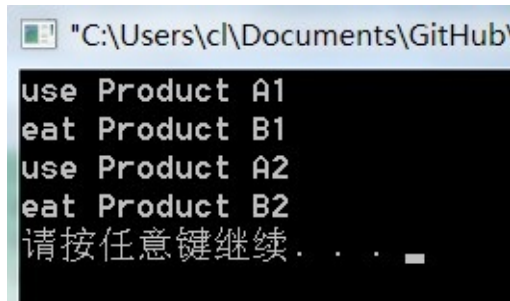 "C:\Users\cl\Documents\GitHub\
use Product A1
eat Product B1
use Product A2
eat Product B2
请按任意键继续. . .